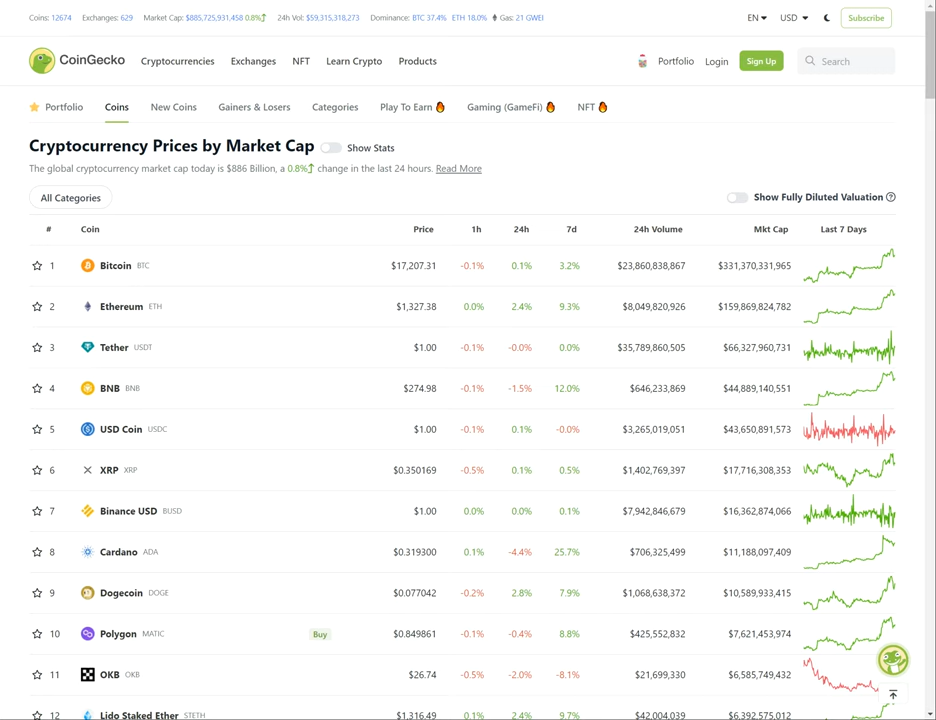 Coins: 12674 Exchanges: 629 Market Cap: $885,725,931,458 0.8% 24h Vol: $59,315,318,273 Dominance: BTC 37.4% ETH 18.0% Gas: 21 GWEI EN USD Subscribe
CoinGecko Cryptocurrencies Exchanges NFT Learn Crypto Products Portfolio Login Sign Up Search
Portfolio Coins New Coins Gainers & Losers Categories Play To Earn Gaming (GameFi) NFT
Cryptocurrency Prices by Market Cap Show Stats
The global cryptocurrency market cap today is $886 Billion, a 0.8% change in the last 24 hours. Read More
All Categories Show Fully Diluted Valuation
# Coin Price 1h 24h 7d 24h Volume Mkt Cap Last 7 Days
1 Bitcoin BTC $17,207.31 -0.1% 0.1% 3.2% $23,860,838,867 $331,370,331,965
2 Ethereum ETH $1,327.38 0.0% 2.4% 9.3% $8,049,820,926 $159,869,824,782
3 Tether USDT $1.00 -0.1% -0.0% 0.0% $35,789,860,505 $66,327,960,731
4 BNB BNB $274.98 -0.1% -1.5% 12.0% $646,233,869 $44,889,140,551
5 USD Coin USDC $1.00 -0.1% 0.1% -0.0% $3,265,019,051 $43,650,891,573
6 XRP XRP $0.350169 -0.5% 0.1% 0.5% $1,402,769,397 $17,716,308,353
7 Binance USD BUSD $1.00 0.0% 0.0% 0.1% $7,942,846,679 $16,362,874,066
8 Cardano ADA $0.319300 0.1% -4.4% 25.7% $706,325,499 $11,188,097,409
9 Dogecoin DOGE $0.077042 -0.2% 2.8% 7.9% $1,068,638,372 $10,589,933,415
10 Polygon MATIC Buy $0.849861 -0.1% -0.4% 8.8% $425,552,832 $7,621,453,974
11 OKB OKB $26.74 -0.5% -2.0% -8.1% $21,699,330 $6,585,749,432
12 Lido Staked Ether STETH $1,316.49 0.1% 2.4% 9.7% $42,004,039 $6,392,575,012